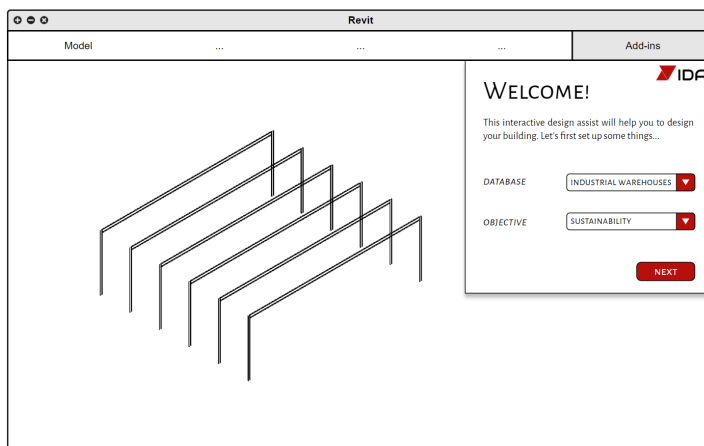 Revit
Model ... ... ... Add-ins
IDA
WELCOME!
This interactive design assist will help you to design
your building. Let's first set up some things...
DATABASE INDUSTRIAL WAREHOUSES
OBJECTIVE SUSTAINABILITY
NEXT